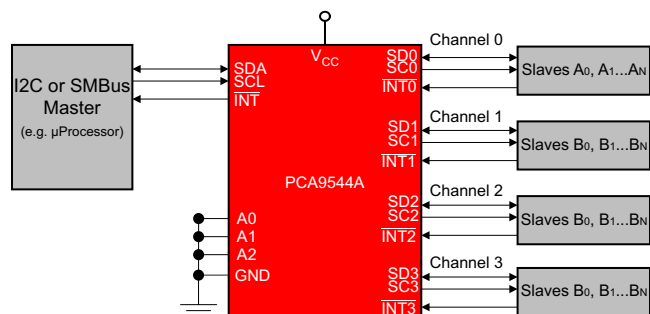 I2C or SMBus
Master
(e.g. µProcessor)
V_CC
SDA
SCL
INT
PCA9544A
A0
A1
A2
GND
SD0
SC0
INT0
Channel 0
Slaves A0, A1...AN
SD1
SC1
INT1
Channel 1
Slaves B0, B1...BN
SD2
SC2
INT2
Channel 2
Slaves B0, B1...BN
SD3
SC3
INT3
Channel 3
Slaves B0, B1...BN